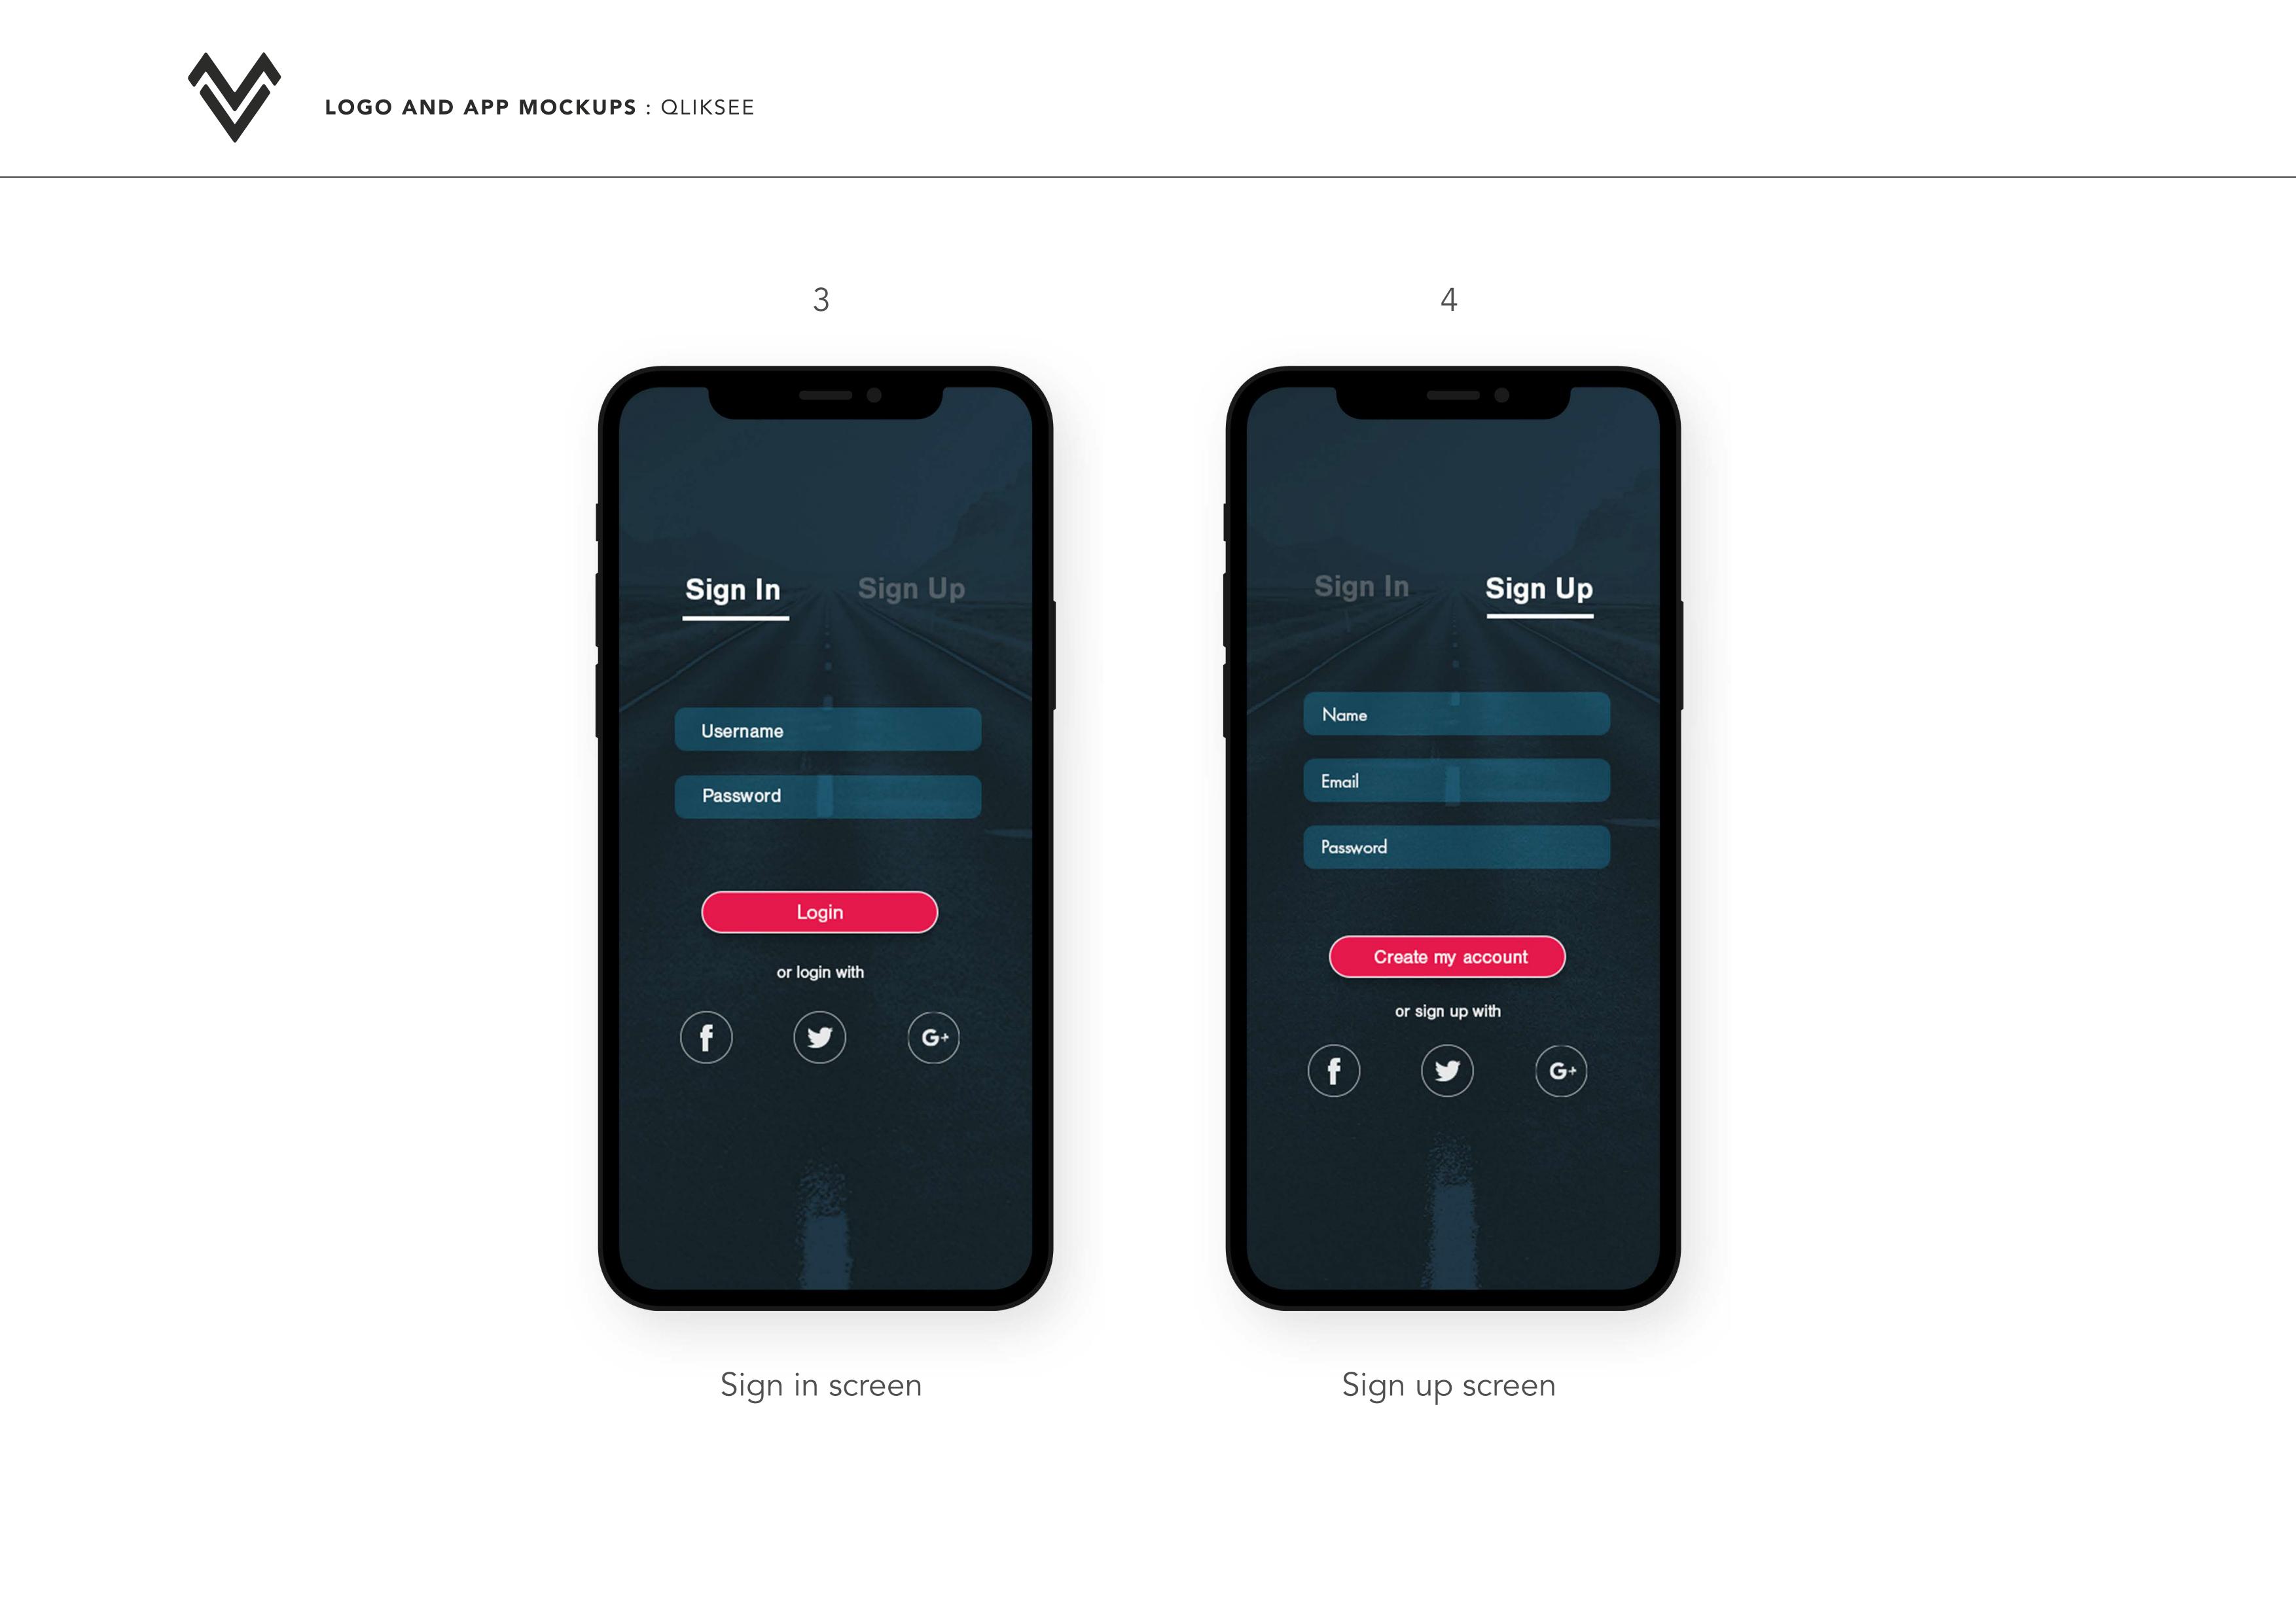 LOGO AND APP MOCKUPS : QLIKSEE
3
Sign In Sign Up
Username
Password
Login
or login with
f G+
Sign in screen
4
Sign In Sign Up
Name
Email
Password
Create my account
or sign up with
f G+
Sign up screen